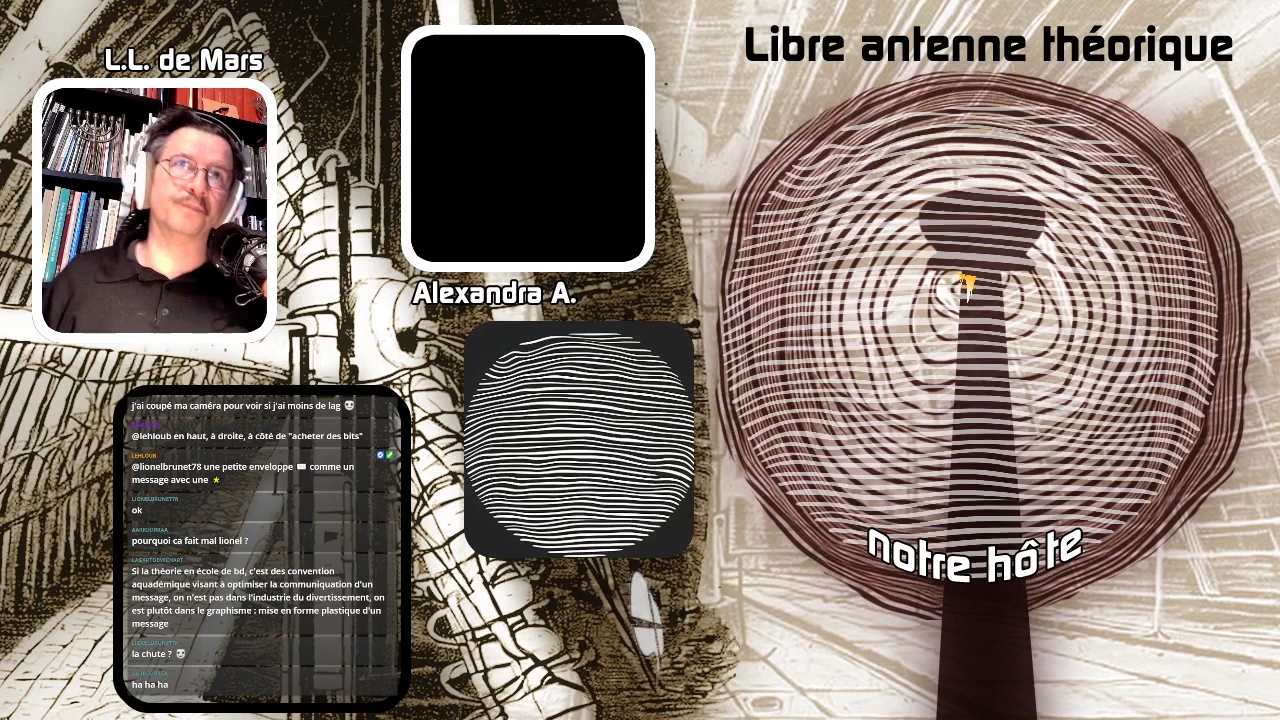 Libre antenne théorique
L.L. de Mars
Alexandra A.
j'ai coupé ma caméra pour voir si j'ai moins de lag
@lehloub en haut, à droite, à côté de "acheter des bits"
LEHLOUB
@lionelbrunet78 une petite enveloppe ✉ comme un
message avec une ★
LIONELBRUNET78
ok
pourquoi ca fait mal lionel ?
Si la théorie en école de bd, c'est des convention
aquadémique visant à optimiser la communiquation d'un
message, on n'est pas dans l'industrie du divertissement, on
est plutôt dans le graphisme : mise en forme plastique d'un
message
LIONELBRUNET78
la chute ?
ha ha ha
notre hôte